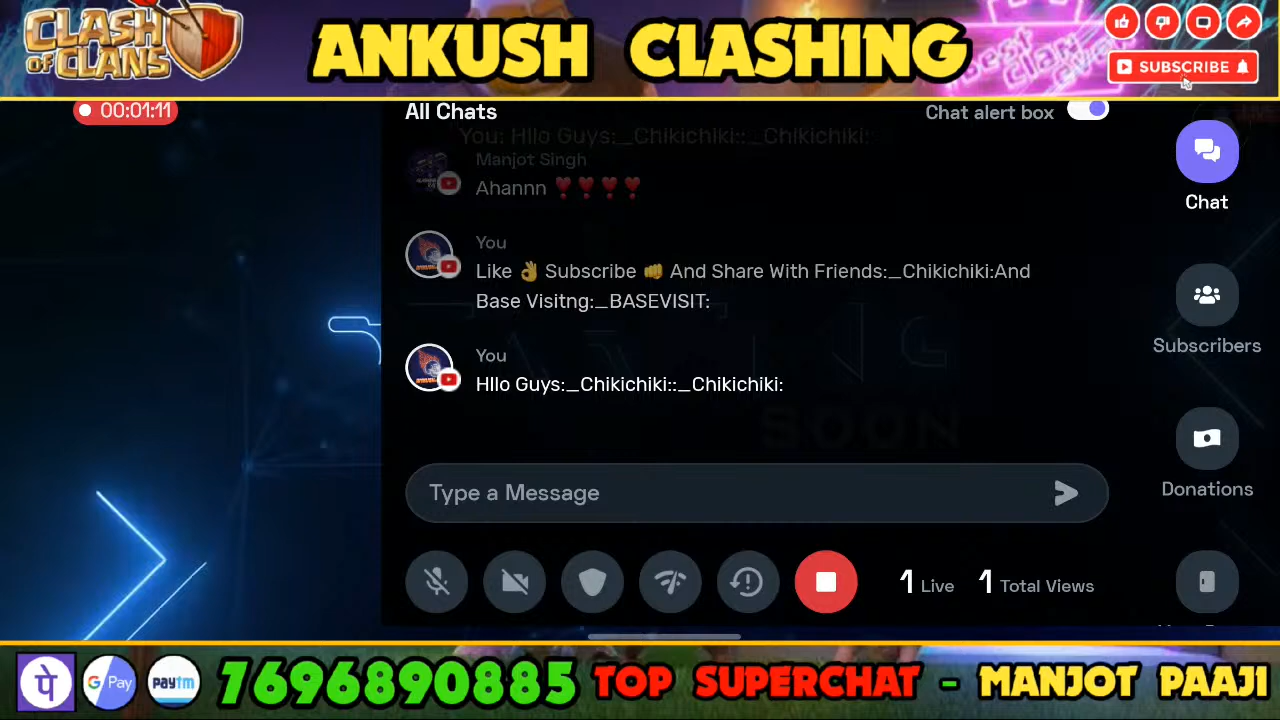 CLASH
OF CLANS
ANKUSH CLASHING
SUBSCRIBE
00:01:11
All Chats
Chat alert box
You: Hllo Guys:_Chikichiki::_Chikichiki:
Manjot Singh
Ahannn ❣️❣️❣️❣️
Chat
You
Like 👌 Subscribe 👊 And Share With Friends:_Chikichiki:And
Base Visitng:_BASEVISIT:
Subscribers
You
Hllo Guys:_Chikichiki::_Chikichiki:
SOON
Donations
Type a Message
1 Live 1 Total Views
पे G Pay paytm 7696890885 TOP SUPERCHAT - MANJOT PAAJI